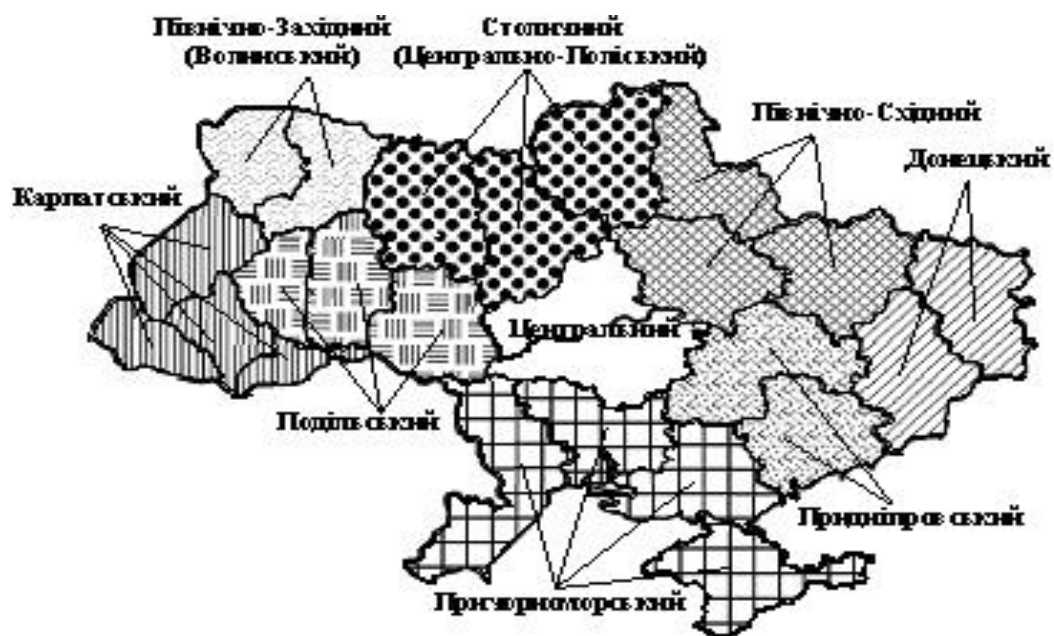 Північно-Західний
(Волинський)
Столичний
(Центрально-Поліський)
Північно-Східний
Донецький
Карпатський
Центральний
Подільський
Придніпровський
Причорноморський